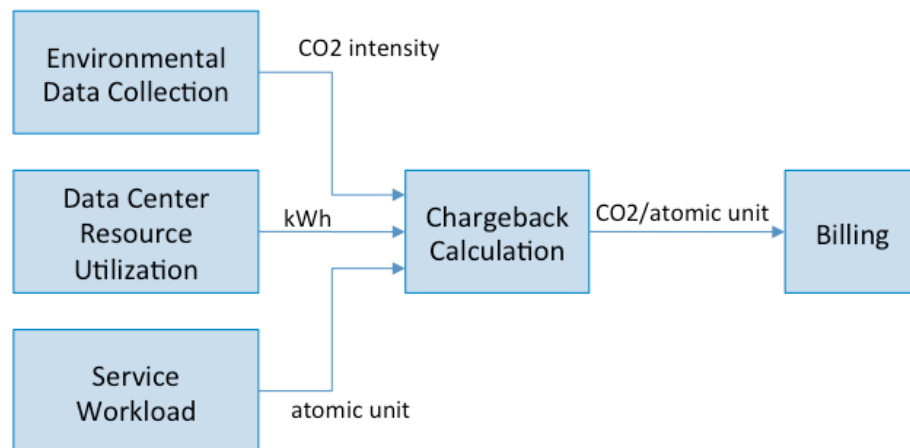 Environmental
Data Collection
CO2 intensity
Data Center
Resource
Utilization
kWh
Chargeback
Calculation
CO2/atomic unit
Billing
Service
Workload
atomic unit